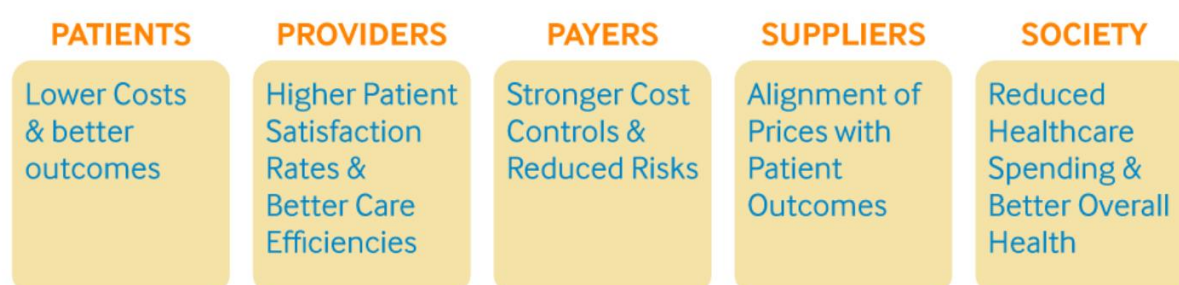 PATIENTS
Lower Costs
& better
outcomes
PROVIDERS
Higher Patient
Satisfaction
Rates &
Better Care
Efficiencies
PAYERS
Stronger Cost
Controls &
Reduced Risks
SUPPLIERS
Alignment of
Prices with
Patient
Outcomes
SOCIETY
Reduced
Healthcare
Spending &
Better Overall
Health